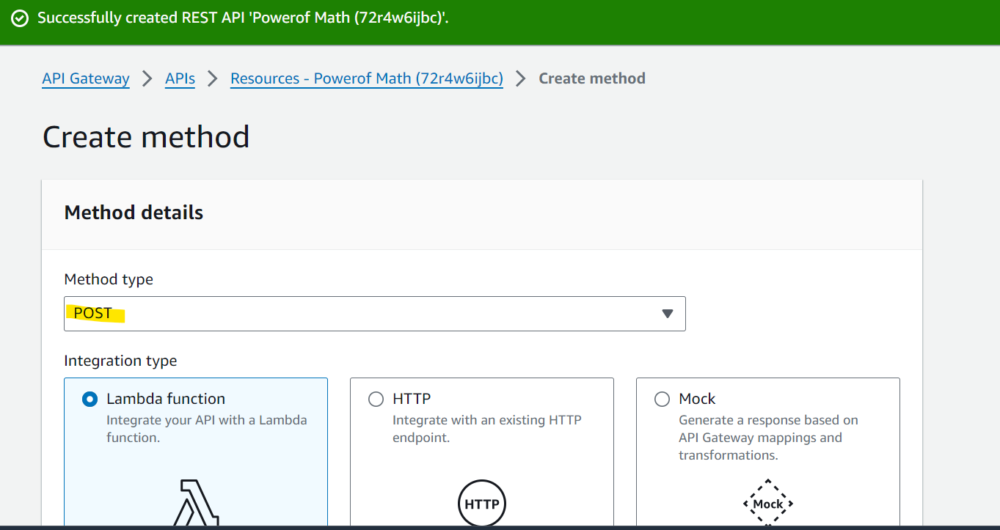 Successfully created REST API 'Powerof Math (72r4w6ijbc)'.
API Gateway > APIs > Resources - Powerof Math (72r4w6ijbc) > Create method
Create method
Method details
Method type
POST
Integration type
Lambda function
Integrate your API with a Lambda
function.
HTTP
Integrate with an existing HTTP
endpoint.
HTTP
Mock
Generate a response based on
API Gateway mappings and
transformations.
Mock